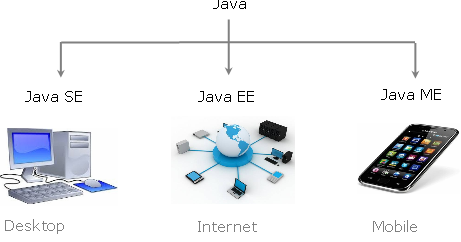 Java
Java SE
Java EE
Java ME
Desktop
Internet
Mobile